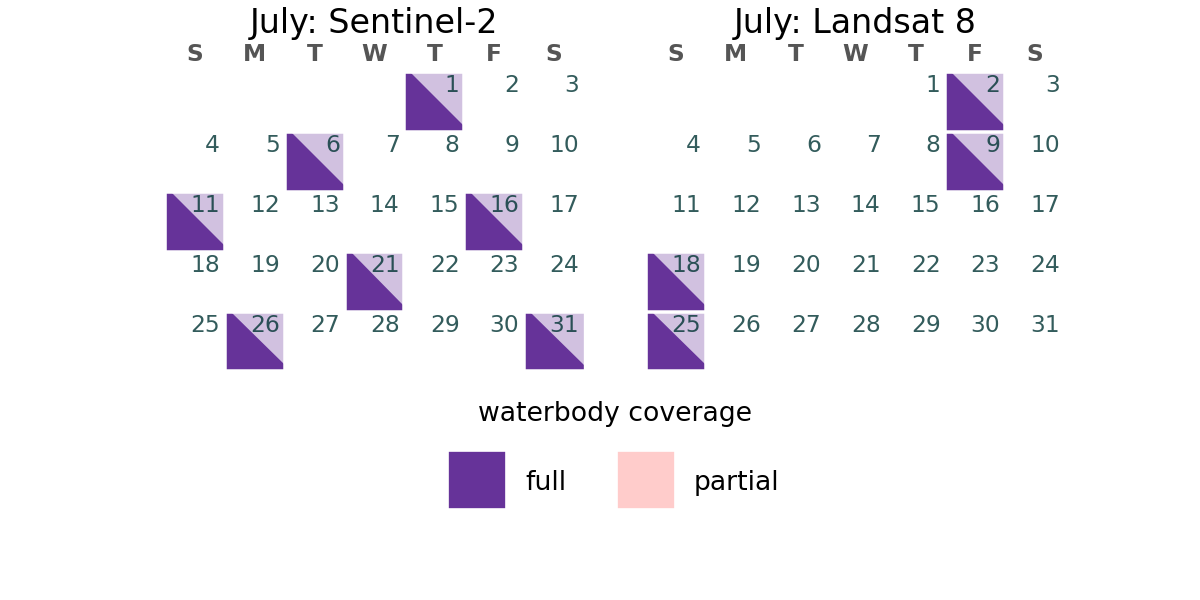 July: Sentinel-2
S M T W T F S
1 2 3
4 5 6 7 8 9 10
11 12 13 14 15 16 17
18 19 20 21 22 23 24
25 26 27 28 29 30 31
July: Landsat 8
S M T W T F S
1 2 3
4 5 6 7 8 9 10
11 12 13 14 15 16 17
18 19 20 21 22 23 24
25 26 27 28 29 30 31
waterbody coverage
full partial